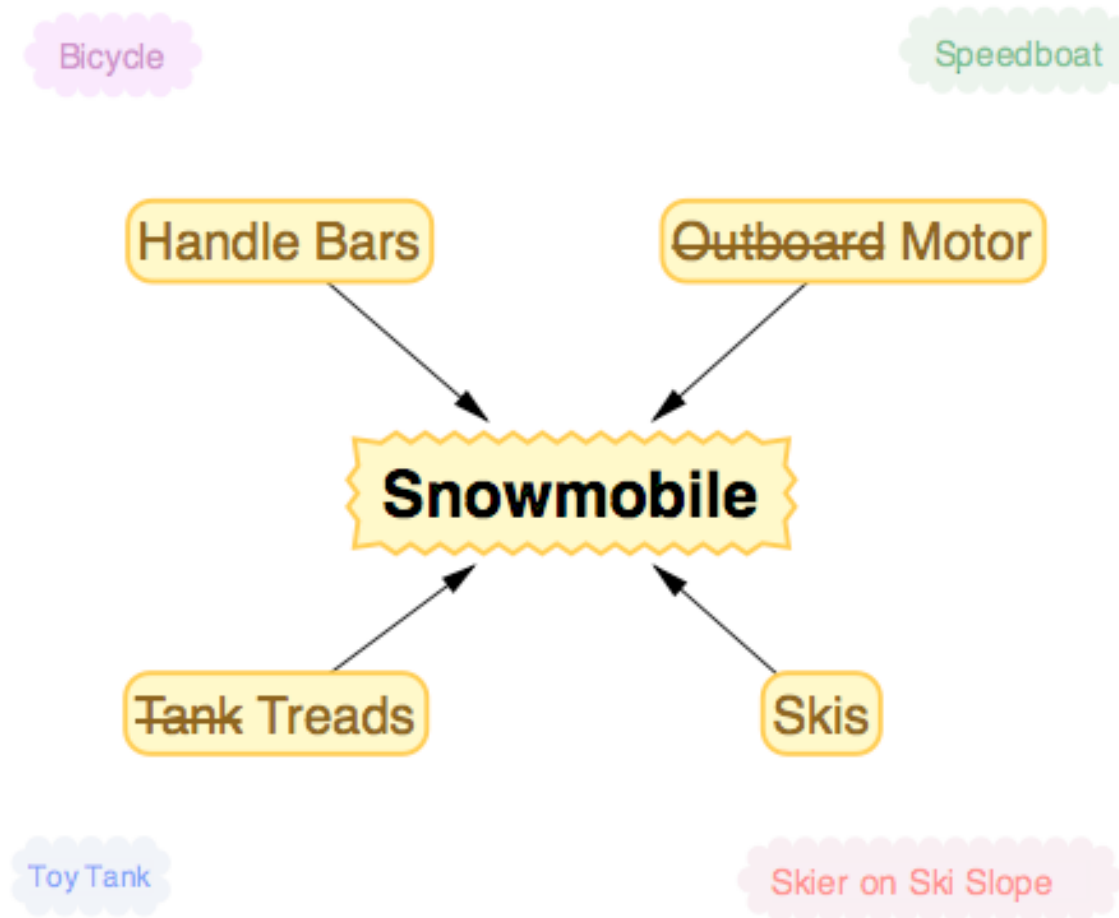 Bicycle
Speedboat
Handle Bars
Outboard Motor
Snowmobile
Tank Treads
Skis
Toy Tank
Skier on Ski Slope